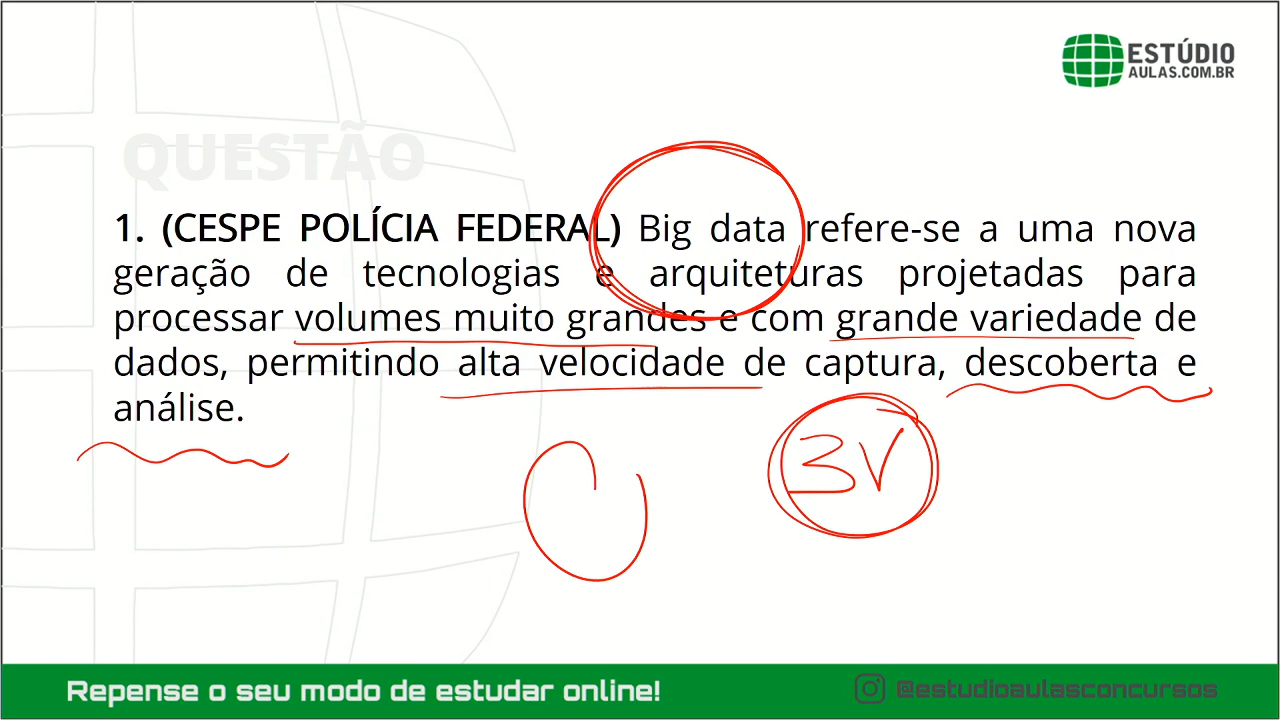 ESTÚDIO
AULAS.COM.BR
QUESTÃO
1. (CESPE POLÍCIA FEDERAL) Big data refere-se a uma nova
geração de tecnologias e arquiteturas projetadas para
processar volumes muito grandes e com grande variedade de
dados, permitindo alta velocidade de captura, descoberta e
análise.
3V
Repense o seu modo de estudar online!
@estudioaulasconcursos